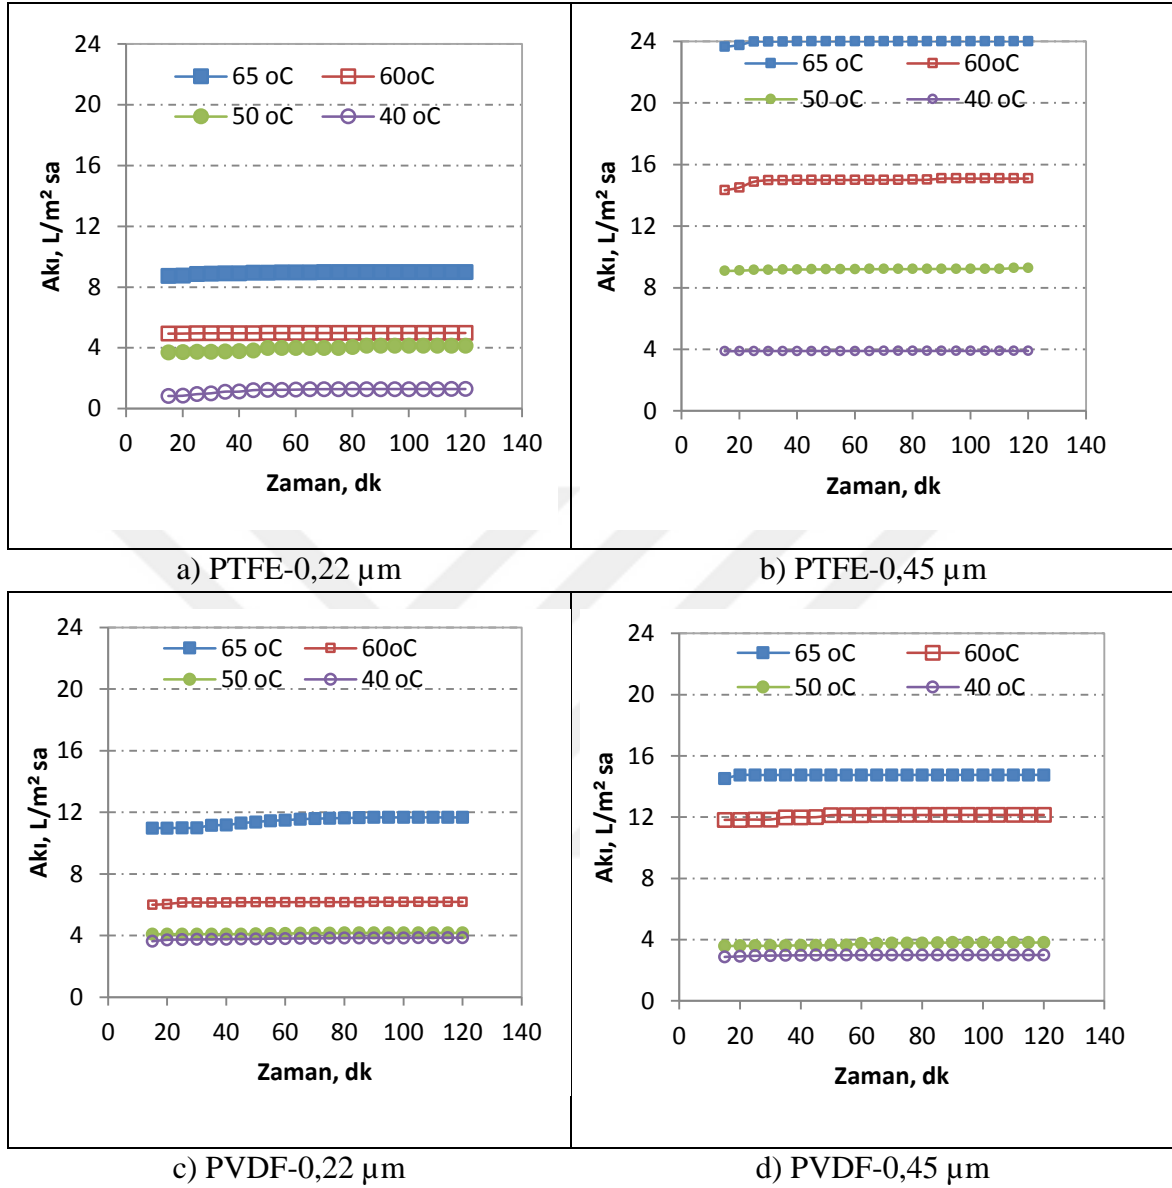 24
20
16
12
8
4
0
0 20 40 60 80 100 120 140
Akı, L/m² sa
Zaman, dk
65 oC 60oC
50 oC 40 oC
a) PTFE-0,22 µm
24
20
16
12
8
4
0
0 20 40 60 80 100 120 140
Akı, L/m² sa
Zaman, dk
65 oC 60oC
50 oC 40 oC
b) PTFE-0,45 µm
24
20
16
12
8
4
0
0 20 40 60 80 100 120 140
Akı, L/m² sa
Zaman, dk
65 oC 60oC
50 oC 40 oC
c) PVDF-0,22 µm
24
20
16
12
8
4
0
0 20 40 60 80 100 120 140
Akı, L/m² sa
Zaman, dk
65 oC 60oC
50 oC 40 oC
d) PVDF-0,45 µm